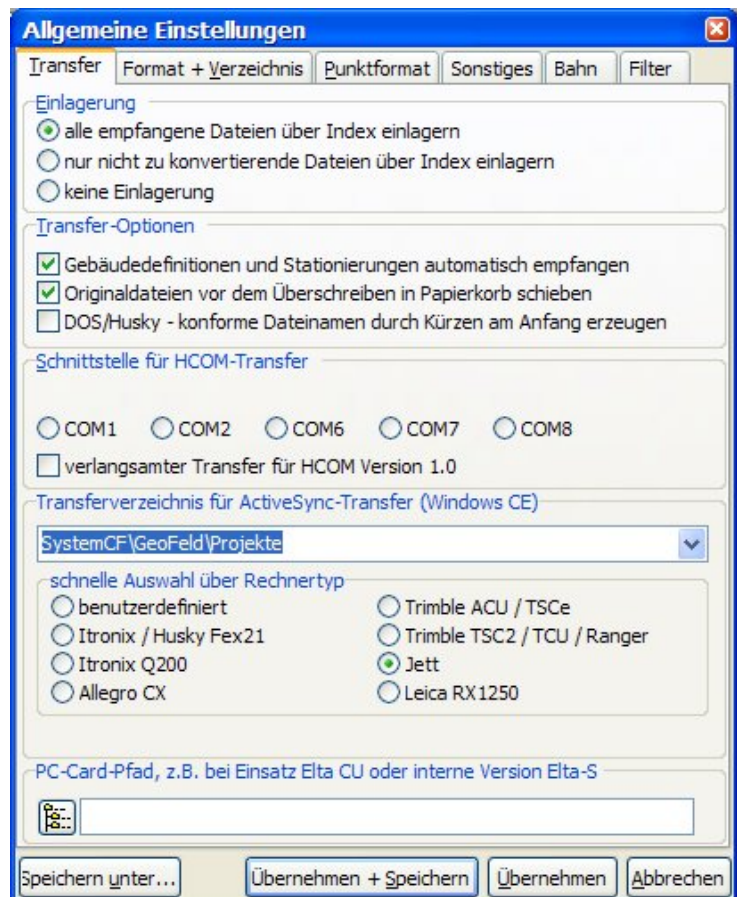 Allgemeine Einstellungen
Transfer Format + Verzeichnis Punktformat Sonstiges Bahn Filter
Einlagerung
alle empfangene Dateien über Index einlagern
nur nicht zu konvertierende Dateien über Index einlagern
keine Einlagerung
Transfer-Optionen
Gebäudedefinitionen und Stationierungen automatisch empfangen
Originaldateien vor dem Überschreiben in Papierkorb schieben
DOS/Husky - konforme Dateinamen durch Kürzen am Anfang erzeugen
Schnittstelle für HCOM-Transfer
COM1 COM2 COM6 COM7 COM8
verlangsamter Transfer für HCOM Version 1.0
Transferverzeichnis für ActiveSync-Transfer (Windows CE)
SystemCF\GeoFeld\Projekte
schnelle Auswahl über Rechnertyp
benutzerdefiniert Trimble ACU / TSCe
Itronix / Husky Fex21 Trimble TSC2 / TCU / Ranger
Itronix Q200 Jett
Allegro CX Leica RX1250
PC-Card-Pfad, z.B. bei Einsatz Elta CU oder interne Version Elta-S
Speichern unter... Übernehmen + Speichern Übernehmen Abbrechen